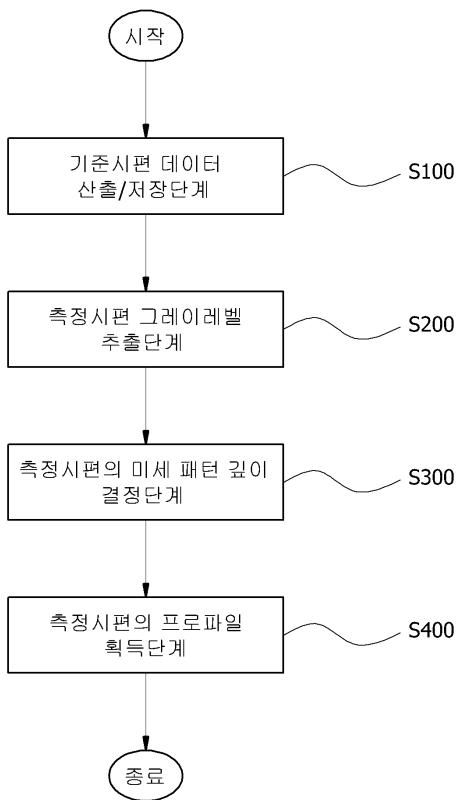 시작
기준시편 데이터
산출/저장단계
S100
측정시편 그레이레벨
추출단계
S200
측정시편의 미세 패턴 깊이
결정단계
S300
측정시편의 프로파일
획득단계
S400
종료